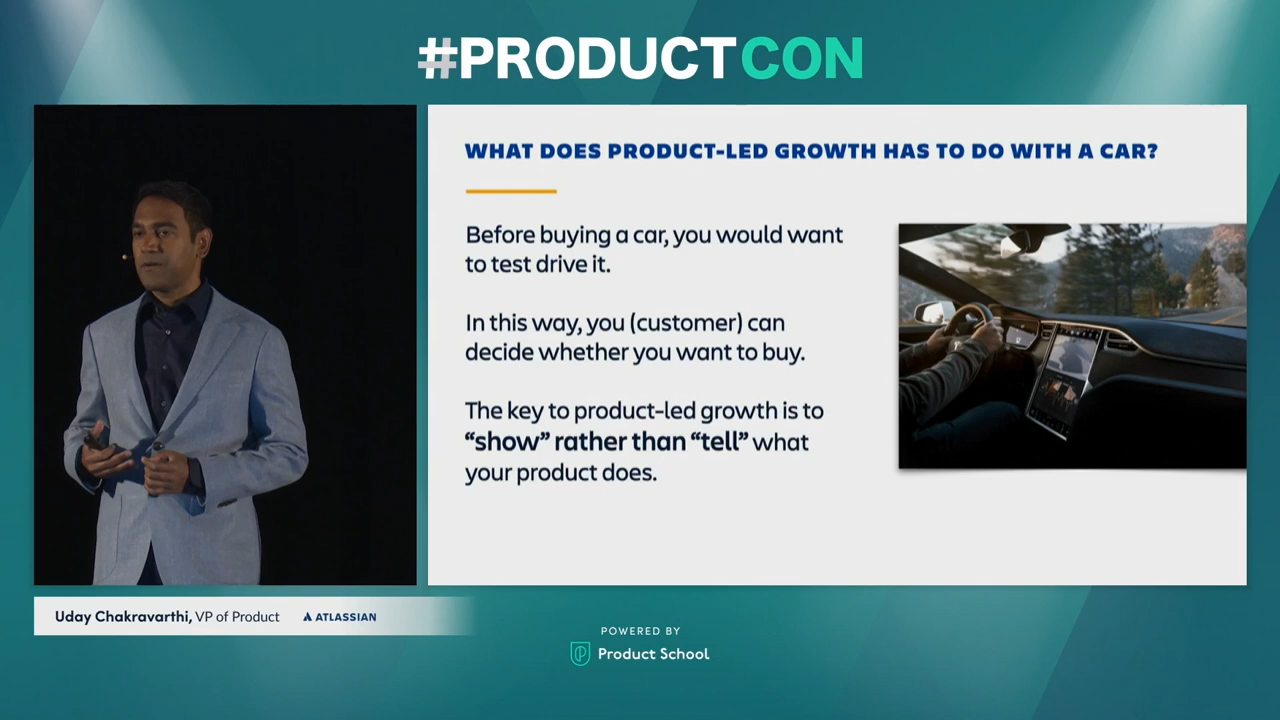 #PRODUCTCON
WHAT DOES PRODUCT-LED GROWTH HAS TO DO WITH A CAR?
Before buying a car, you would want
to test drive it.
In this way, you (customer) can
decide whether you want to buy.
The key to product-led growth is to
“show” rather than “tell” what
your product does.
Uday Chakravarthi, VP of Product ATLASSIAN
POWERED BY
Product School